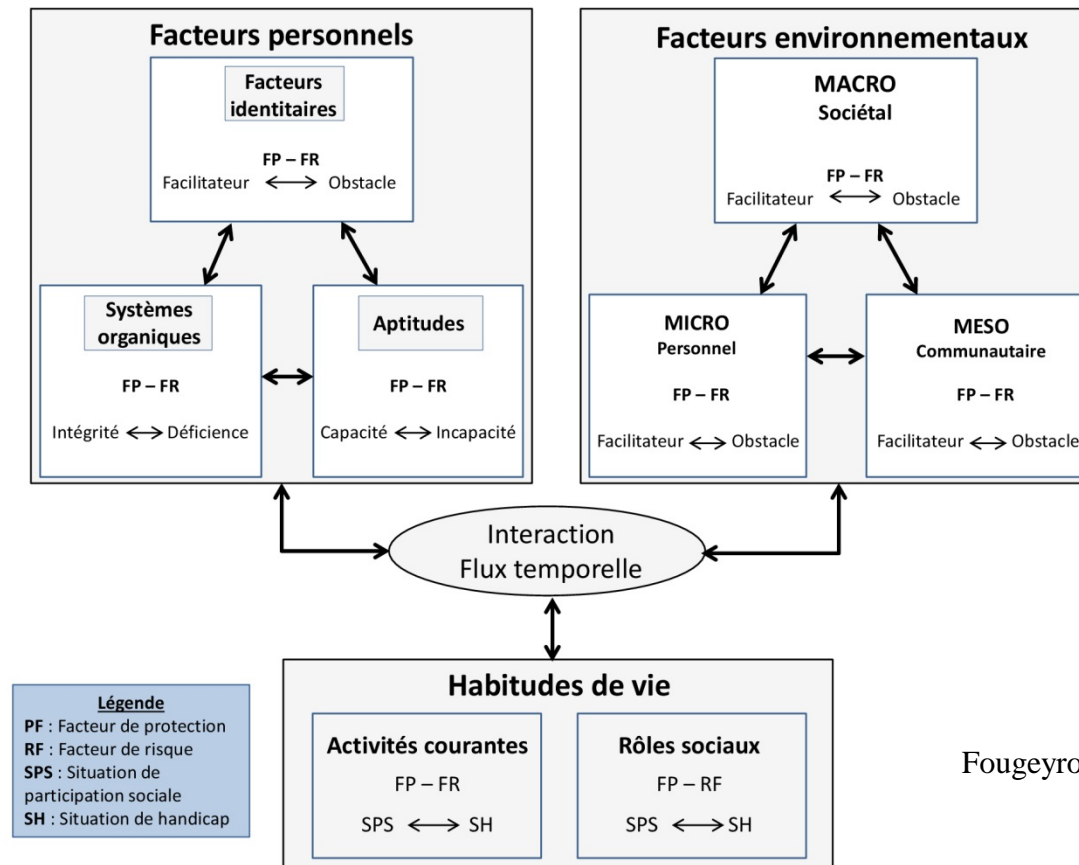 Facteurs personnels
Facteurs
identitaires
FP – FR
Facilitateur
Obstacle
Systèmes
organiques
FP – FR
Intégrité
Déficience
Aptitudes
FP – FR
Capacité
Incapacité
Facteurs environnementaux
MACRO
Sociétal
FP – FR
Facilitateur
Obstacle
MICRO
Personnel
FP – FR
Facilitateur
Obstacle
MESO
Communautaire
FP – FR
Facilitateur
Obstacle
Interaction
Flux temporelle
Habitudes de vie
Activités courantes
FP – FR
SPS
SH
Rôles sociaux
FP – RF
SPS
SH
Légende
PF : Facteur de protection
RF : Facteur de risque
SPS : Situation de
participation sociale
SH : Situation de handicap
Fougeyro